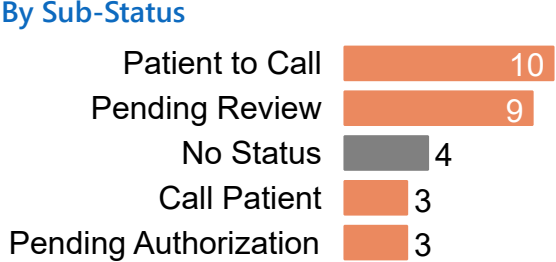 By Sub-Status
Patient to Call 10
Pending Review 9
No Status 4
Call Patient 3
Pending Authorization 3